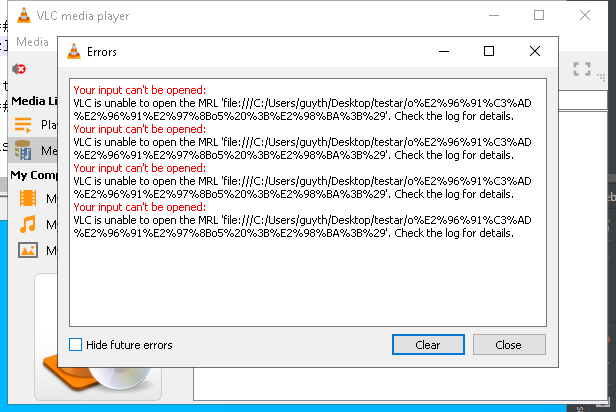 VLC media player
Media
Errors
Your input can't be opened:
VLC is unable to open the MRL 'file:///C:/Users/guyth/Desktop/testar/o%E2%96%91%C3%AD
%E2%96%91%E2%97%8Bo5%20%3B%E2%98%BA%3B%29'. Check the log for details.
Your input can't be opened:
VLC is unable to open the MRL 'file:///C:/Users/guyth/Desktop/testar/o%E2%96%91%C3%AD
%E2%96%91%E2%97%8Bo5%20%3B%E2%98%BA%3B%29'. Check the log for details.
Your input can't be opened:
VLC is unable to open the MRL 'file:///C:/Users/guyth/Desktop/testar/o%E2%96%91%C3%AD
%E2%96%91%E2%97%8Bo5%20%3B%E2%98%BA%3B%29'. Check the log for details.
Your input can't be opened:
VLC is unable to open the MRL 'file:///C:/Users/guyth/Desktop/testar/o%E2%96%91%C3%AD
%E2%96%91%E2%97%8Bo5%20%3B%E2%98%BA%3B%29'. Check the log for details.
Media Li
Play
Me
My Comp
M
M
My
Hide future errors
Clear
Close